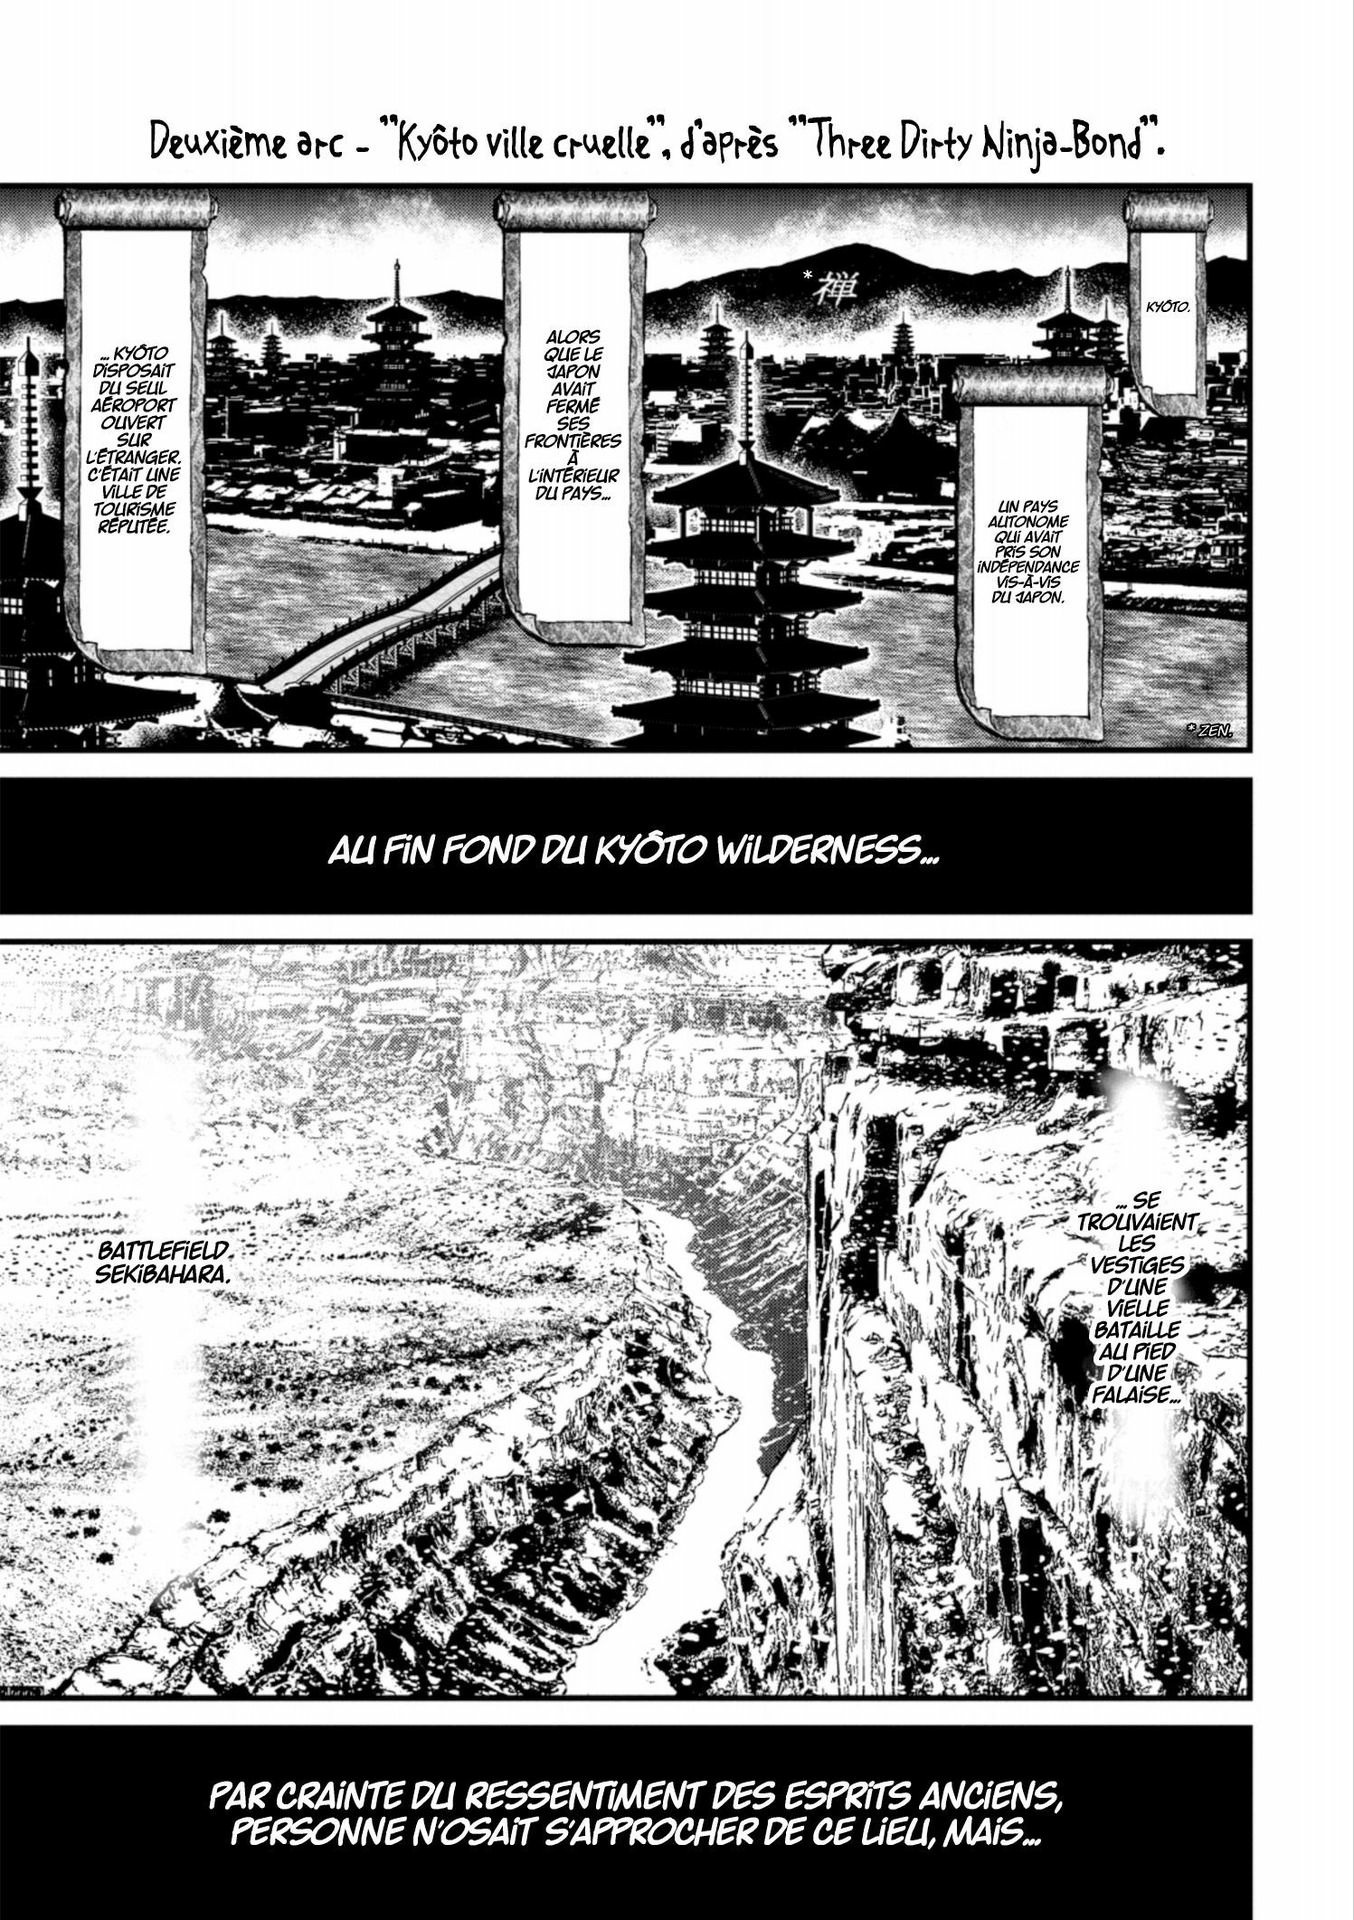 Deuxième arc - "Kyôto ville cruelle", d'après "Three Dirty Ninja-Bond".
KYÔTO.
UN PAYS
AUTONOME
QUI AVAIT
PRIS SON
INDÉPENDANCE
VIS-À-VIS
DU JAPON.
*禅
ALORS
QUE LE
JAPON
AVAIT
FERMÉ
SES
FRONTIÈRES
À
L'INTÉRIEUR
DU PAYS...
... KYÔTO
DISPOSAIT
DU SEUL
AÉROPORT
OUVERT
SUR
L'ÉTRANGER.
C'ÉTAIT UNE
VILLE DE
TOURISME
RÉPUTÉE.
* ZEN.
AU FIN FOND DU KYÔTO WILDERNESS...
... SE
TROUVAIENT
LES
VESTIGES
D'UNE
VIELLE
BATAILLE
AU PIED
D'UNE
FALAISE...
BATTLEFIELD
SEKIBAHARA.
PAR CRAINTE DU RESSENTIMENT DES ESPRITS ANCIENS,
PERSONNE N'OSAIT S'APPROCHER DE CE LIEU, MAIS...